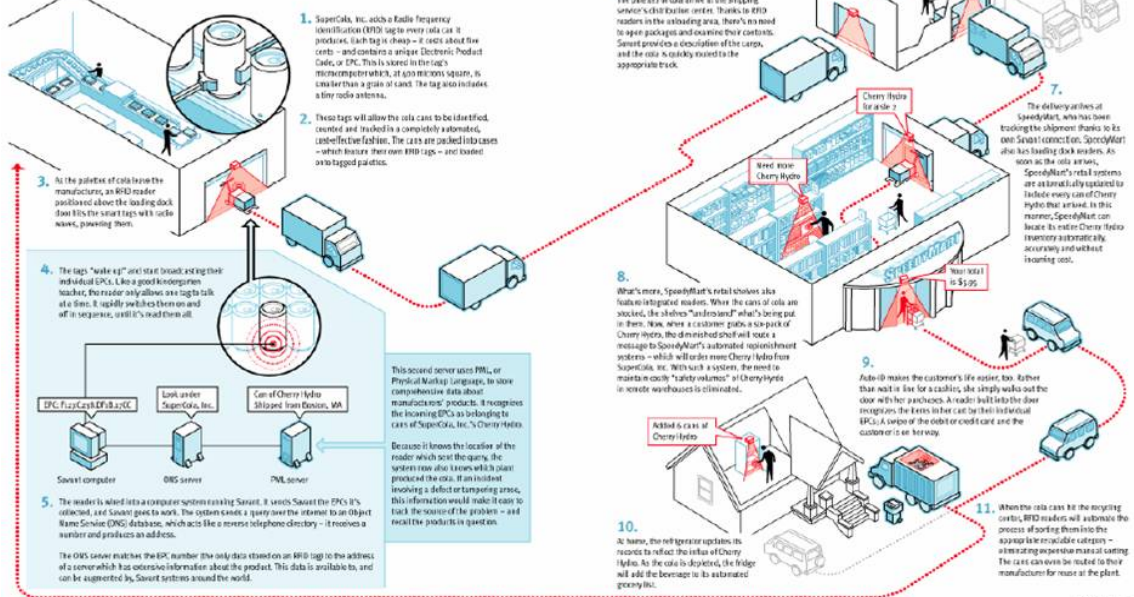 1. SuperCola, Inc. adds a Radio Frequency
Identification (RFID) tag to every cola can it
produces. Each tag is cheap – it costs about five
cents – and contains a unique Electronic Product
Code, or EPC. This is stored in the tag's
microcomputer which, at 400 microns square, is
smaller than a grain of sand. The tag also includes
a tiny radio antenna.
2. These tags will allow the cola cans to be identified,
counted and tracked in a completely automated,
cost-effective fashion. The cans are packed into cases
– which feature their own RFID tags – and loaded
onto tagged palettes.
3. As the palettes of cola leave the
manufacturer, an RFID reader
positioned above the loading dock
door hits the smart tags with radio
waves, powering them.
4. The tags "wake up" and start broadcasting their
individual EPCs. Like a good kindergarten
teacher, the reader only allows one tag to talk
at a time. It rapidly switches them on and
off in sequence, until it's read them all.
EPC:
Look under
SuperCola, Inc.
Can of Cherry Hydro
Shipped from Boston, MA
Savant computer
ONS server
PML server
This second server uses PML, or
Physical Markup Language, to store
comprehensive data about
manufacturers' products. It recognizes
the incoming EPCs as belonging to
cans of SuperCola, Inc.'s Cherry Hydro.
Because it knows the location of the
reader which sent the query, the
system now also knows which plant
produced the cola. If an incident
involving a defect or tampering arose,
this information would make it easy to
track the source of the problem – and
recall the products in question.
5. The reader is wired into a computer system running Savant. It sends Savant the EPCs it's
collected, and Savant goes to work. The system sends a query over the Internet to an Object
Name Service (ONS) database, which acts like a reverse telephone directory – it receives a
number and produces an address.
The ONS server matches the EPC number (the only data stored on an RFID tag) to the address
of a server which has extensive information about the product. This data is available to, and
can be augmented by, Savant systems around the world.
service's distribution center. Thanks to RFID
readers in the unloading area, there's no need
to open packages and examine their contents.
Savant provides a description of the cargo,
and the cola is quickly routed to the
appropriate truck.
7. The delivery arrives at
SpeedyMart, who has been
tracking the shipment thanks to its
own Savant connection. SpeedyMart
also has loading dock readers. As
soon as the cola arrives,
SpeedyMart's retail systems
are automatically updated to
include every can of Cherry
Hydro that arrived. In this
manner, SpeedyMart can
locate its entire Cherry Hydro
inventory automatically,
accurately and without
incurring cost.
Cherry Hydro
for aisle 7
Need more
Cherry Hydro
SpeedyMart
Your total
is $5.95
8. What's more, SpeedyMart's retail shelves also
feature integrated readers. When the cans of cola are
stocked, the shelves "understand" what's being put
in them. Now, when a customer grabs a six-pack of
Cherry Hydro, the diminished shelf will route a
message to SpeedyMart's automated replenishment
systems – which will order more Cherry Hydro from
SuperCola, Inc. With such a system, the need to
maintain costly "safety volumes" of Cherry Hydro
in remote warehouses is eliminated.
9. Auto-ID makes the customer's life easier, too. Rather
than wait in line for a cashier, she simply walks out the
door with her purchases. A reader built into the door
recognizes the items in her cart by their individual
EPCs; A swipe of the debit or credit card and the
customer is on her way.
Added 6 cans of
Cherry Hydro
10. At home, the refrigerator updates its
records to reflect the influx of Cherry
Hydro. As the cola is depleted, the fridge
will add the beverage to its automated
grocery list.
11. When the cola cans hit the recycling
center, RFID readers will automate the
process of sorting them into the
appropriate recyclable category –
eliminating expensive manual sorting.
The cans can even be routed to their
manufacturer for reuse at the plant.